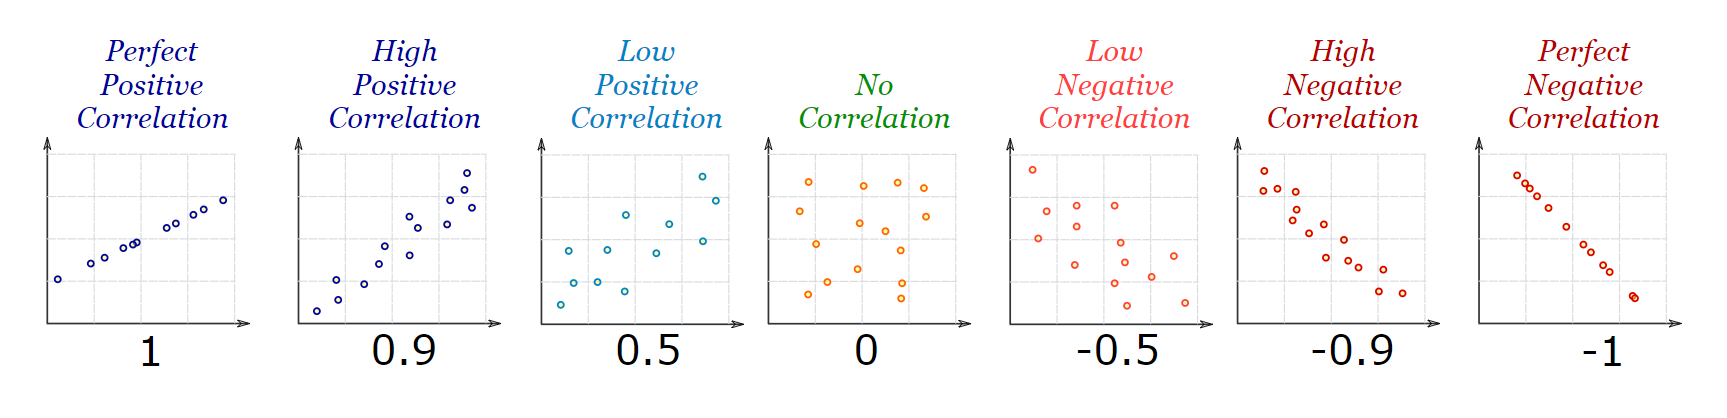 Perfect
Positive
Correlation
High
Positive
Correlation
Low
Positive
Correlation
No
Correlation
Low
Negative
Correlation
High
Negative
Correlation
Perfect
Negative
Correlation
1
0.9
0.5
0
-0.5
-0.9
-1